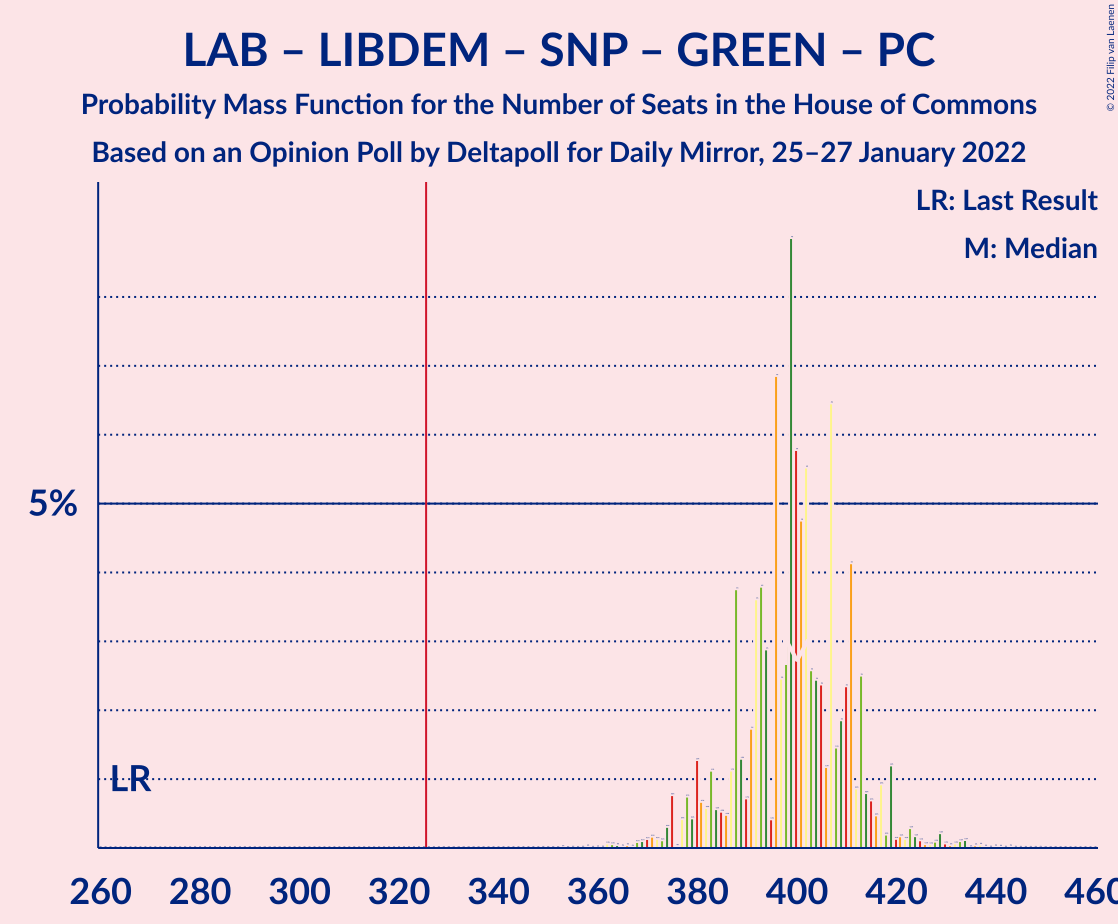 LAB – LIBDEM – SNP – GREEN – PC
Probability Mass Function for the Number of Seats in the House of Commons
Based on an Opinion Poll by Deltapoll for Daily Mirror, 25–27 January 2022
© 2022 Filip van Laenen
LR: Last Result
M: Median
5%
LR
260 280 300 320 340 360 380 400 420 440 460